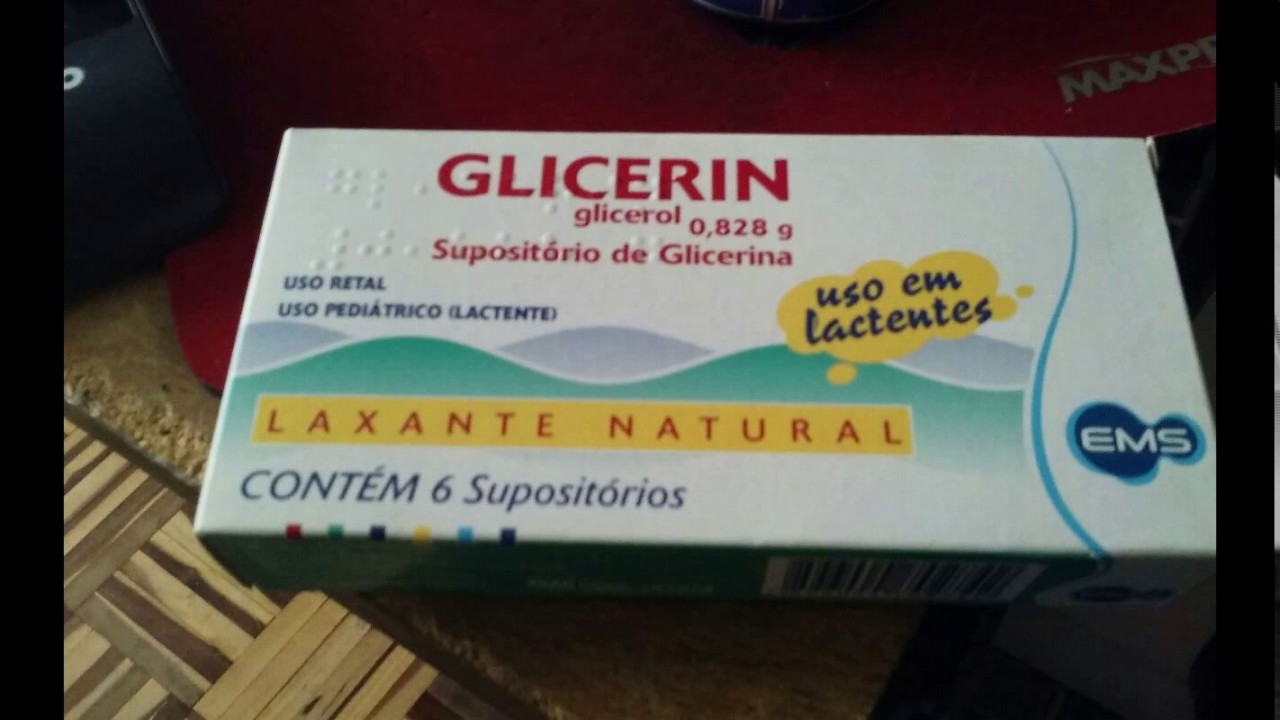 MAXPR
GLICERIN
glicerol 0,828 g
Supositório de Glicerina
USO RETAL
USO PEDIÁTRICO (LACTENTE)
uso em
lactentes
LAXANTE NATURAL
EMS
CONTÉM 6 Supositórios